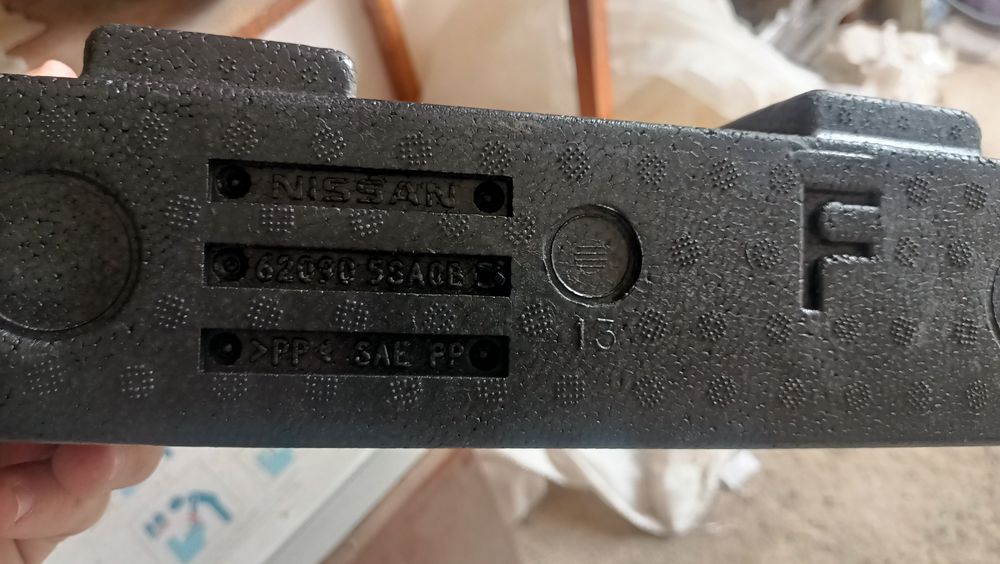 NISSAN
62090 5SA0B
>PP< SAE PP
13
F